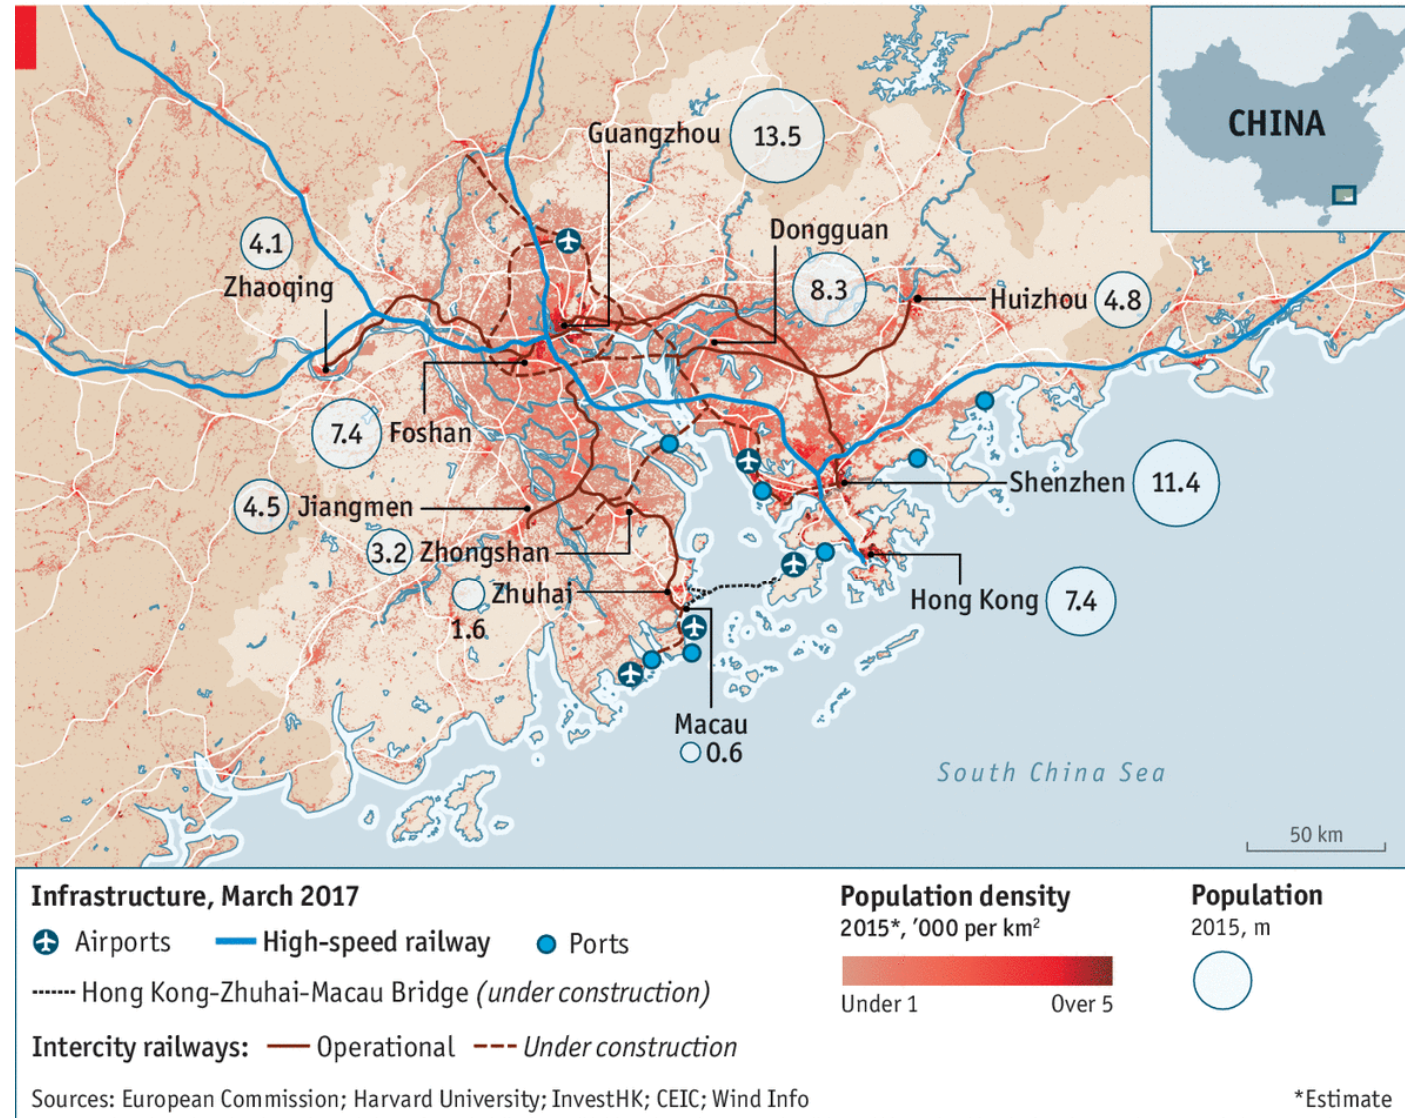 CHINA
Guangzhou
13.5
Dongguan
8.3
4.1
Zhaoqing
Huizhou
4.8
7.4
Foshan
4.5
Jiangmen
3.2
Zhongshan
Zhuhai
1.6
Shenzhen
11.4
Hong Kong
7.4
Macau
0.6
South China Sea
50 km
Infrastructure, March 2017
Airports
High-speed railway
Ports
Hong Kong-Zhuhai-Macau Bridge (under construction)
Intercity railways:
Operational
Under construction
Population density
2015*, ’000 per km²
Under 1
Over 5
Population
2015, m
Sources: European Commission; Harvard University; InvestHK; CEIC; Wind Info
*Estimate